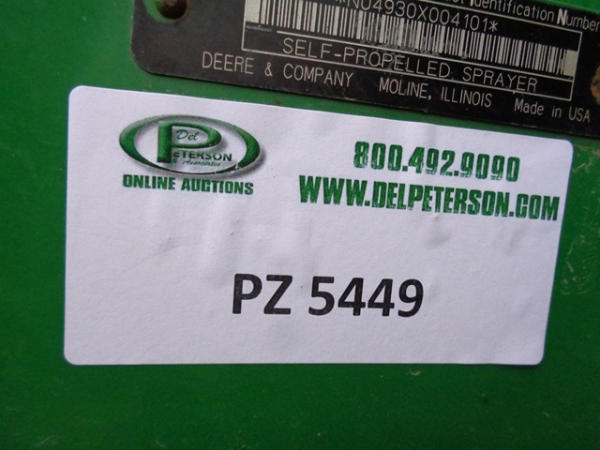 Identification Number
N04930X004101*
SELF-PROPELLED SPRAYER
DEERE & COMPANY MOLINE, ILLINOIS Made in USA
Del
PETERSON
Associates
ONLINE AUCTIONS
800.492.9090
WWW.DELPETERSON.COM
PZ 5449